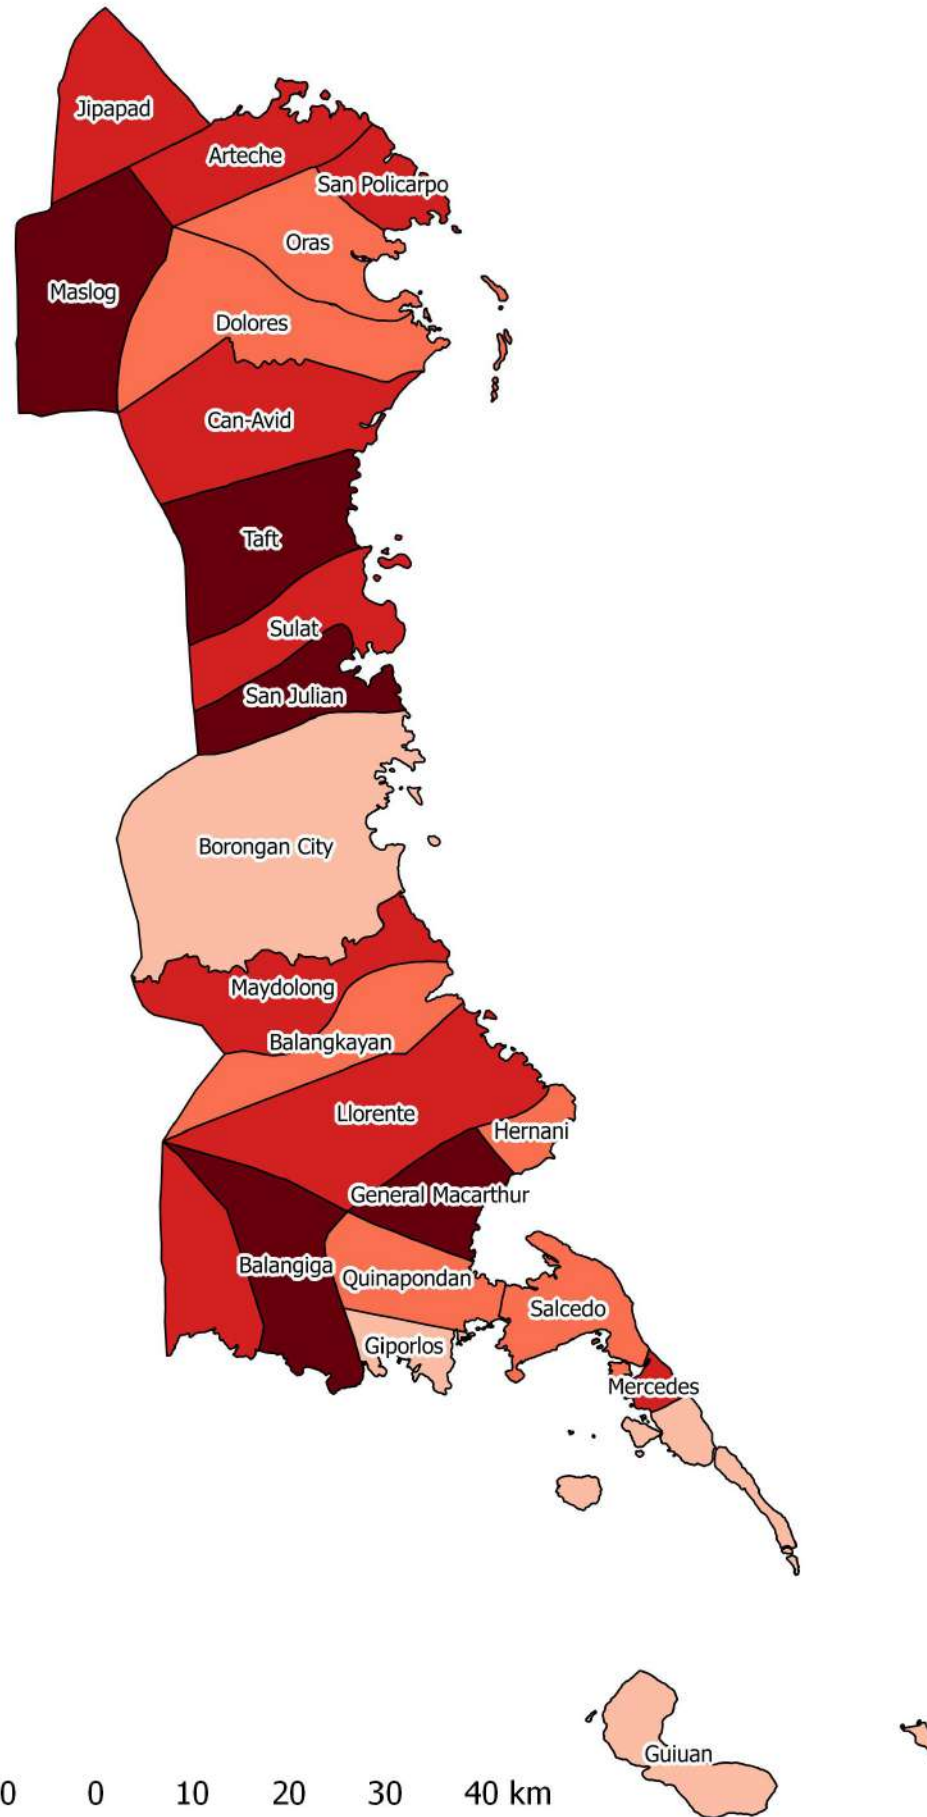 Jipapad
Arteche
San Policarpo
Oras
Maslog
Dolores
Can-Avid
Taft
Sulat
San Julian
Borongan City
Maydolong
Balangkayan
Llorente
Hernani
General Macarthur
Balangiga
Quinapondan
Salcedo
Giporlos
Mercedes
Guiuan
0 0 10 20 30 40 km